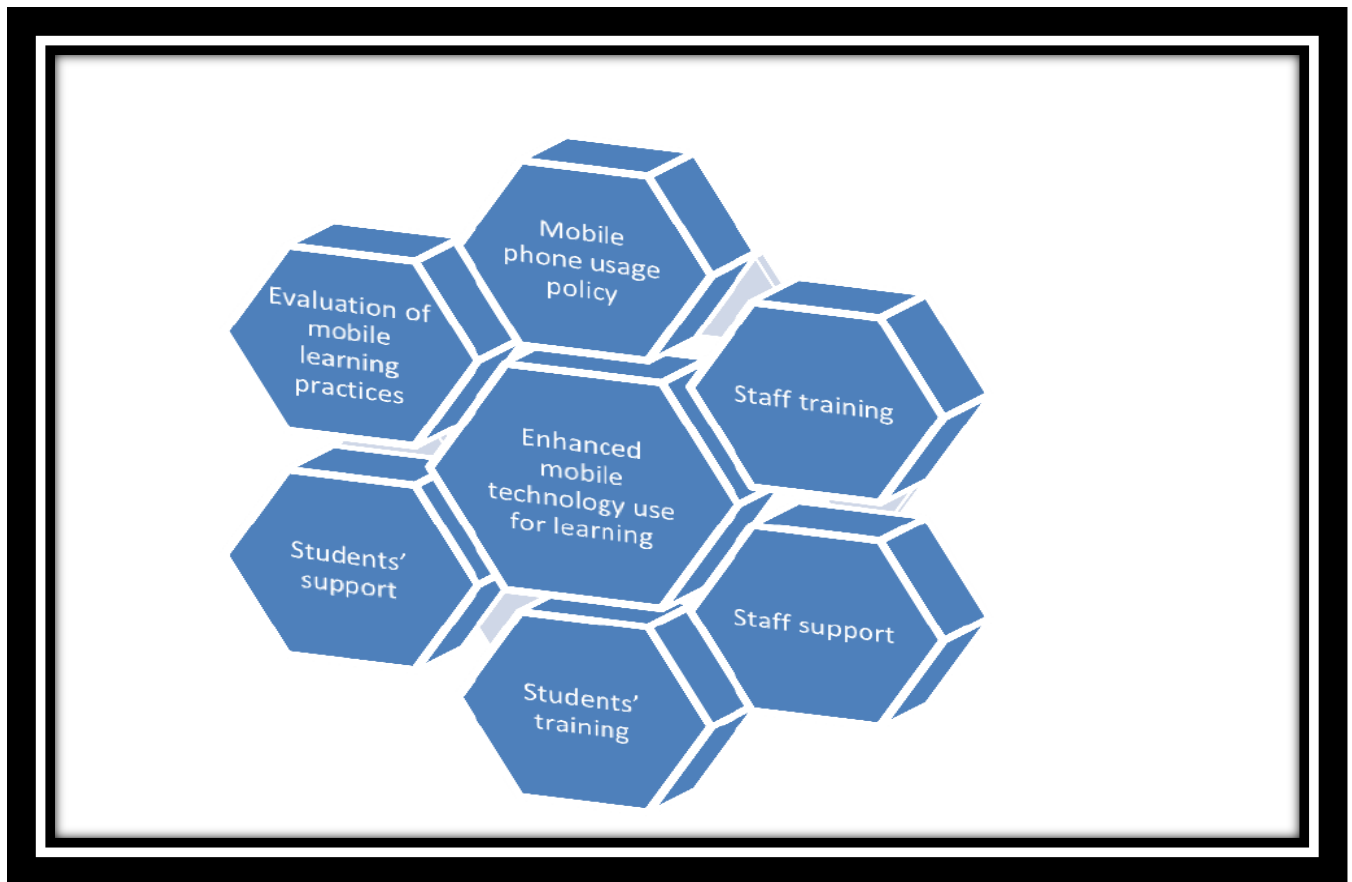 Mobile
phone usage
policy
Evaluation of
mobile
learning
practices
Staff training
Enhanced
mobile
technology use
for learning
Students’
support
Staff support
Students’
training